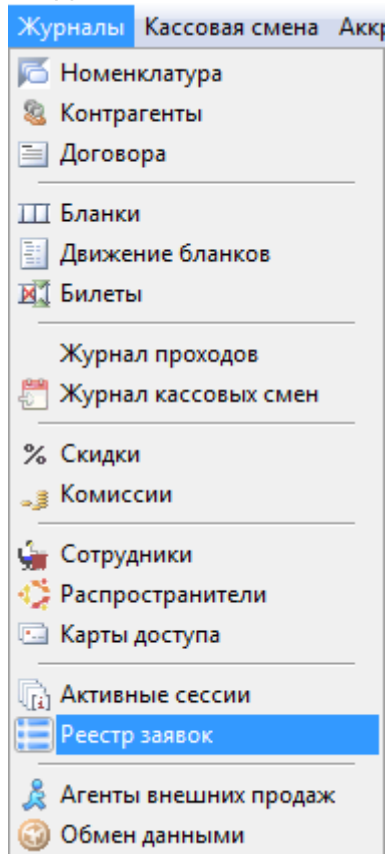 Журналы Кассовая смена Аккр
Номенклатура
Контрагенты
Договора
Бланки
Движение бланков
Билеты
Журнал проходов
Журнал кассовых смен
% Скидки
Комиссии
Сотрудники
Распространители
Карты доступа
Активные сессии
Реестр заявок
Агенты внешних продаж
Обмен данными